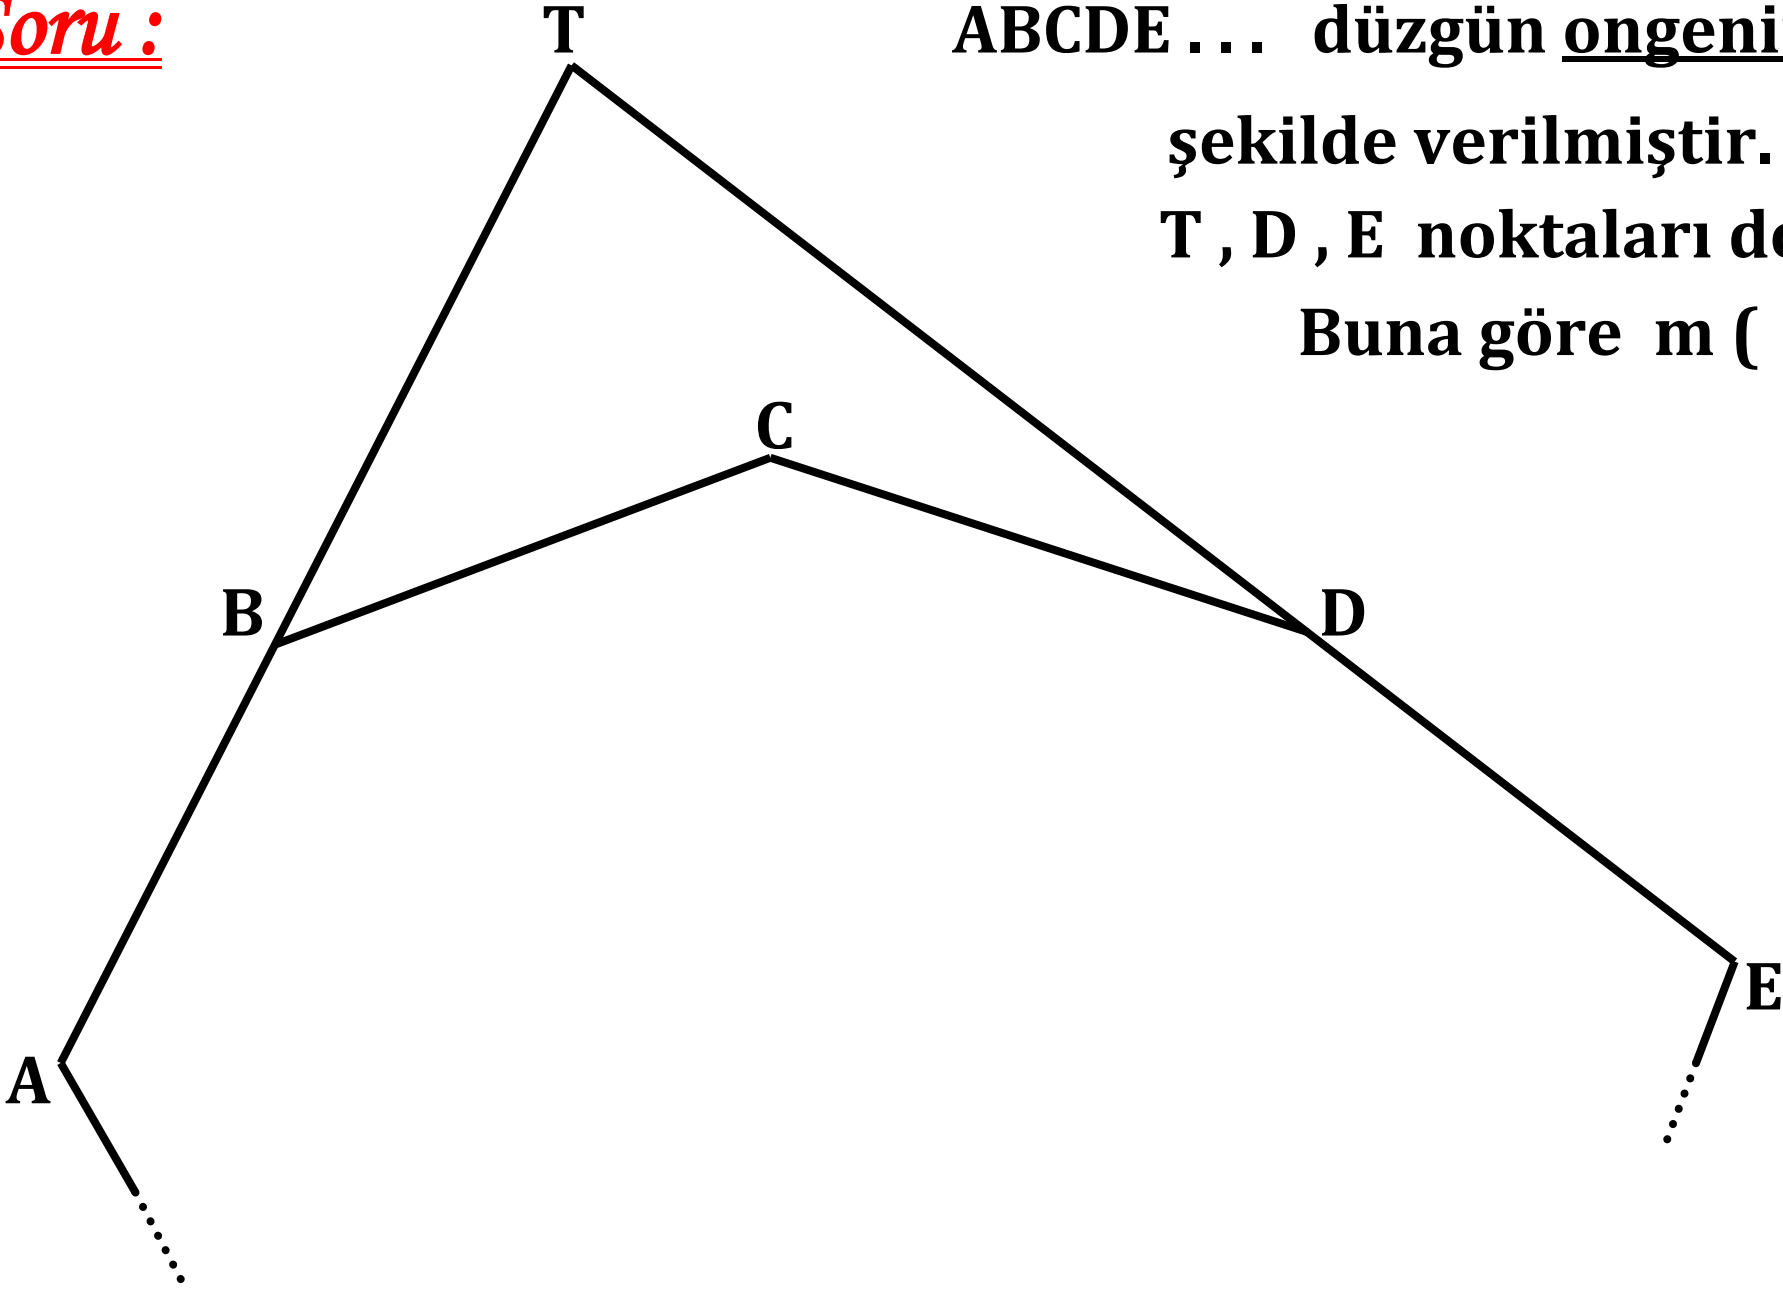 Soru :
T
ABCDE . . . düzgün ongeni
şekilde verilmiştir.
T , D , E noktaları
Buna göre m (
C
B
D
E
A